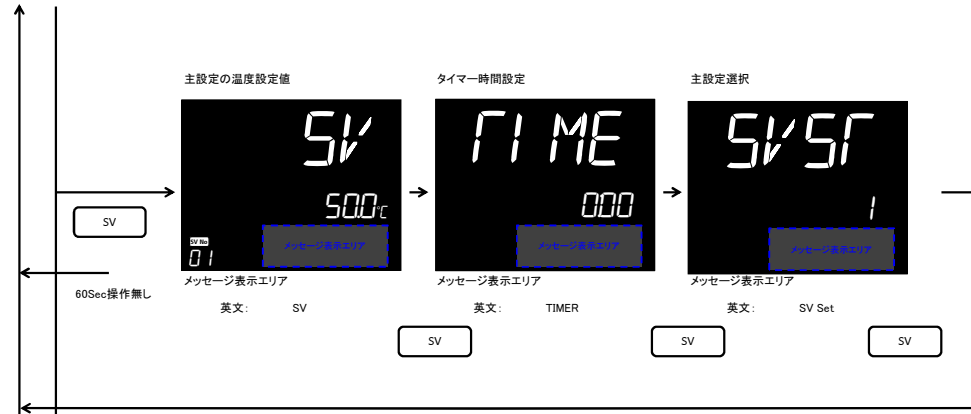 主設定の温度設定値
タイマー時間設定
主設定選択
SV
TIME
SVST
50.0℃
0.00
1
SV No
01
メッセージ表示エリア
メッセージ表示エリア
メッセージ表示エリア
SV
60Sec操作無し
メッセージ表示エリア
メッセージ表示エリア
メッセージ表示エリア
英文: SV
英文: TIMER
英文: SV Set
SV
SV
SV